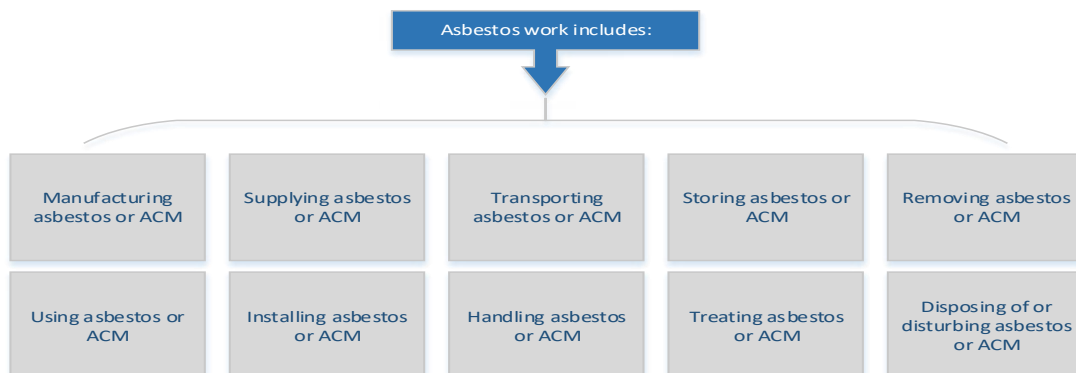 Asbestos work includes:
Manufacturing
asbestos or ACM
Supplying asbestos
or ACM
Transporting
asbestos or ACM
Storing asbestos or
ACM
Removing asbestos
or ACM
Using asbestos or
ACM
Installing asbestos
or ACM
Handling asbestos
or ACM
Treating asbestos
or ACM
Disposing of or
disturbing asbestos
or ACM